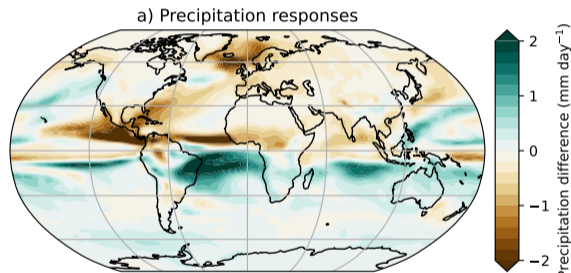 a) Precipitation responses
2
1
0
−1
−2
recipitation difference (mm day⁻¹)